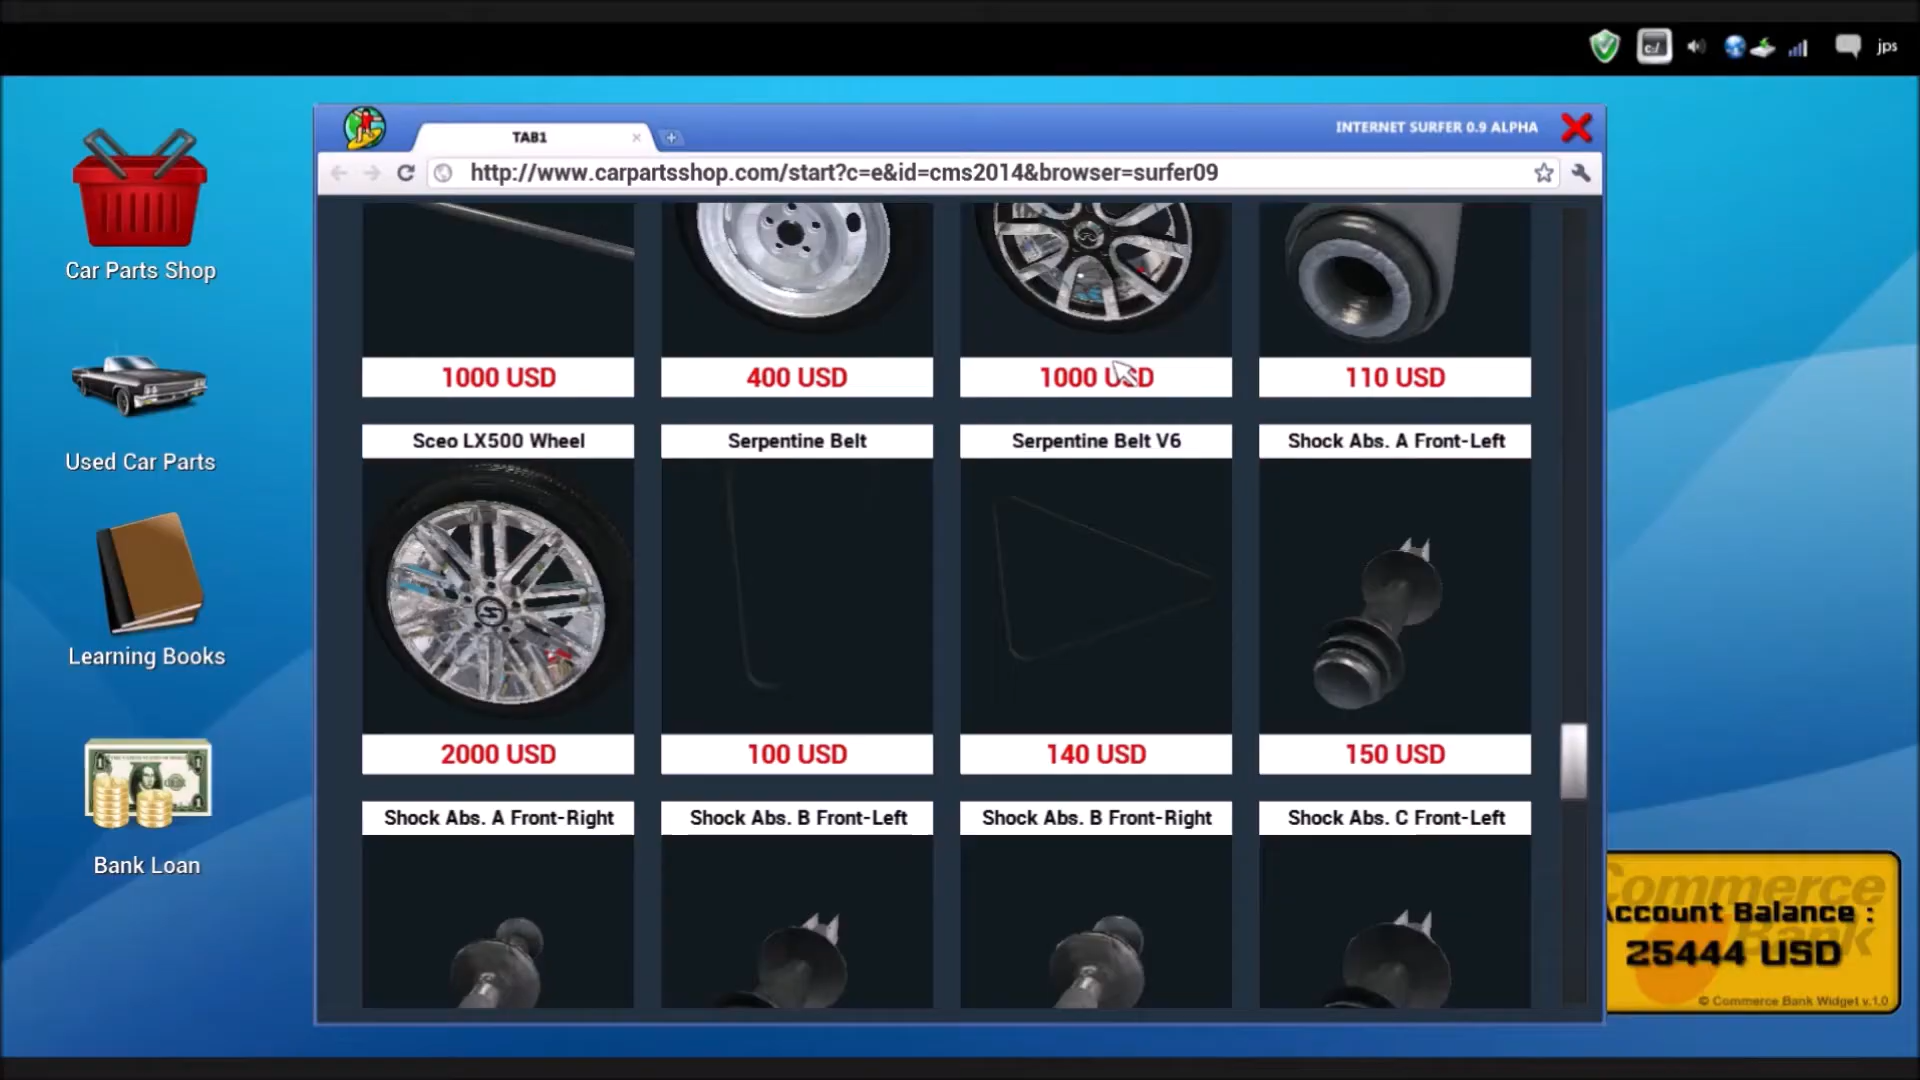 c:/ jps
TAB1
INTERNET SURFER 0.9 ALPHA
http://www.carpartsshop.com/start?c=e&id=cms2014&browser=surfer09
Car Parts Shop
Used Car Parts
Learning Books
Bank Loan
1000 USD 400 USD 1000 USD 110 USD
Sceo LX500 Wheel Serpentine Belt Serpentine Belt V6 Shock Abs. A Front-Left
2000 USD 100 USD 140 USD 150 USD
Shock Abs. A Front-Right Shock Abs. B Front-Left Shock Abs. B Front-Right Shock Abs. C Front-Left
Commerce
Bank
Account Balance :
25444 USD
© Commerce Bank Widget v.1.0